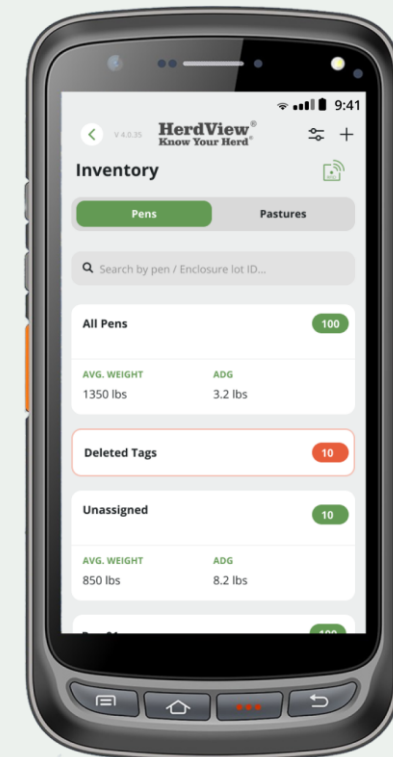 9:41
V 4.0.35
HerdView®
Know Your Herd®
Inventory
Pens Pastures
Search by pen / Enclosure lot ID...
All Pens 100
AVG. WEIGHT ADG
1350 lbs 3.2 lbs
Deleted Tags 10
Unassigned 10
AVG. WEIGHT ADG
850 lbs 8.2 lbs